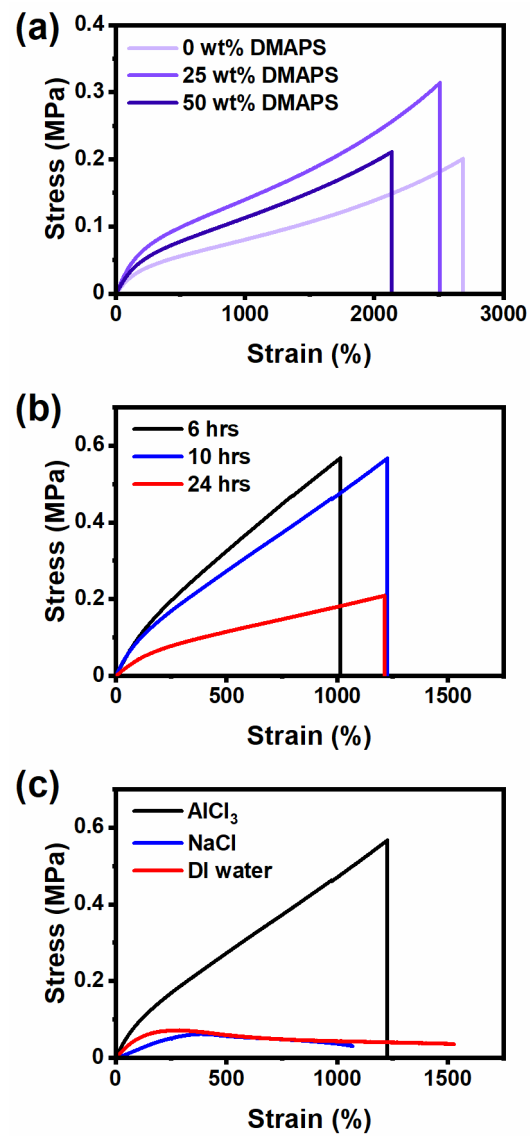 (a)
0 wt% DMAPS
25 wt% DMAPS
50 wt% DMAPS
Stress (MPa)
0.4
0.3
0.2
0.1
0
0 1000 2000 3000
Strain (%)
(b)
6 hrs
10 hrs
24 hrs
Stress (MPa)
0.6
0.4
0.2
0
0 500 1000 1500
Strain (%)
(c)
AlCl₃
NaCl
DI water
Stress (MPa)
0.6
0.4
0.2
0
0 500 1000 1500
Strain (%)